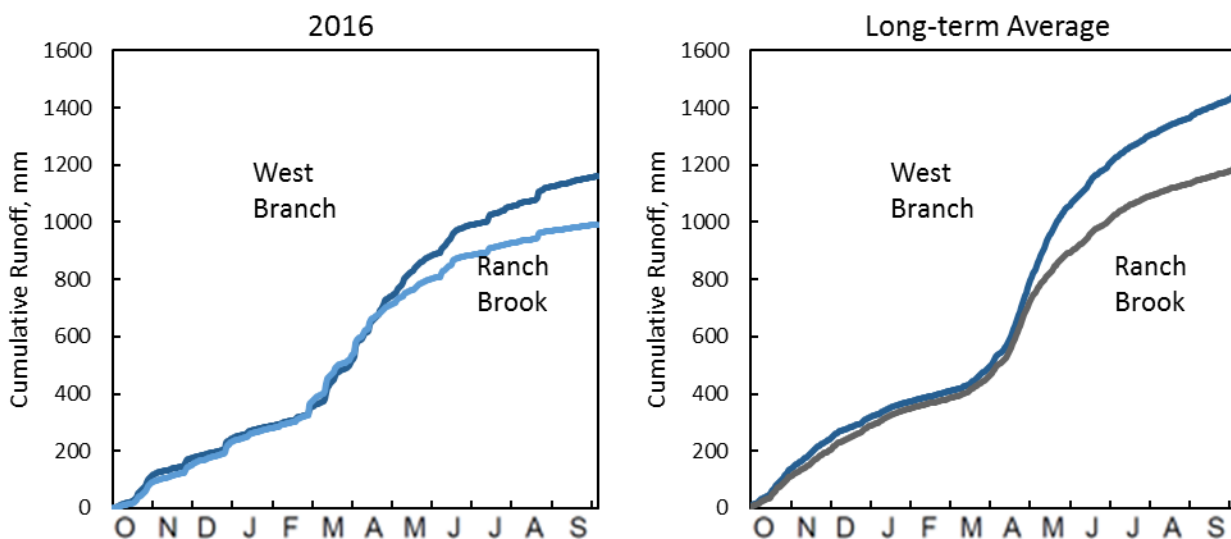 2016
Cumulative Runoff, mm
1600
1400
1200
1000
800
600
400
200
0
West
Branch
Ranch
Brook
O N D J F M A M J J A S
Long-term Average
Cumulative Runoff, mm
1600
1400
1200
1000
800
600
400
200
0
West
Branch
Ranch
Brook
O N D J F M A M J J A S